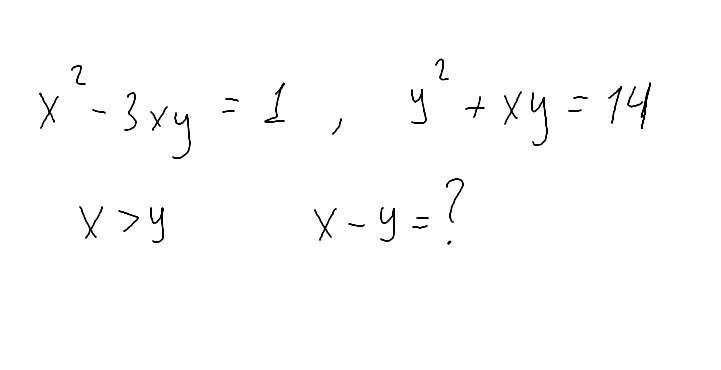 x² - 3xy = 1 , y² + xy = 14
x > y x - y = ?